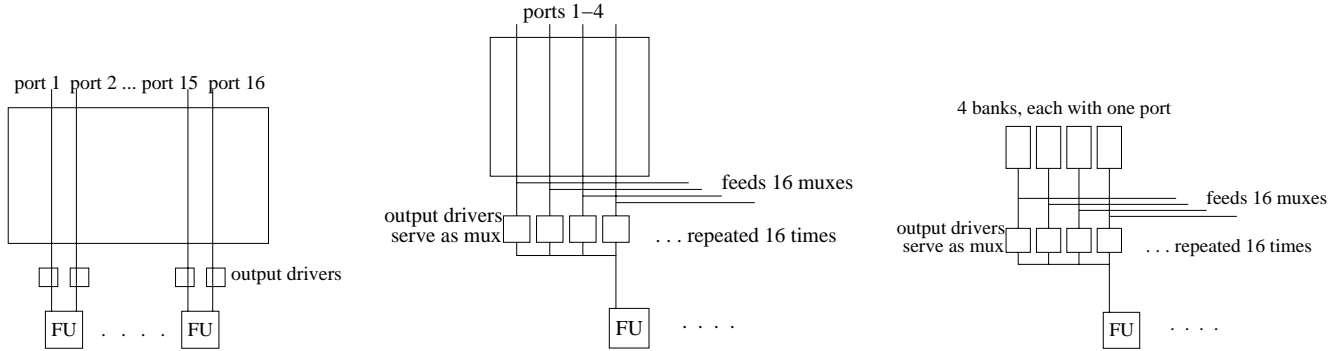 port 1 port 2 ... port 15 port 16
output drivers
FU . . . . FU
ports 1–4
feeds 16 muxes
output drivers
serve as mux
. . . repeated 16 times
FU . . . .
4 banks, each with one port
feeds 16 muxes
output drivers
serve as mux
. . . repeated 16 times
FU . . . .